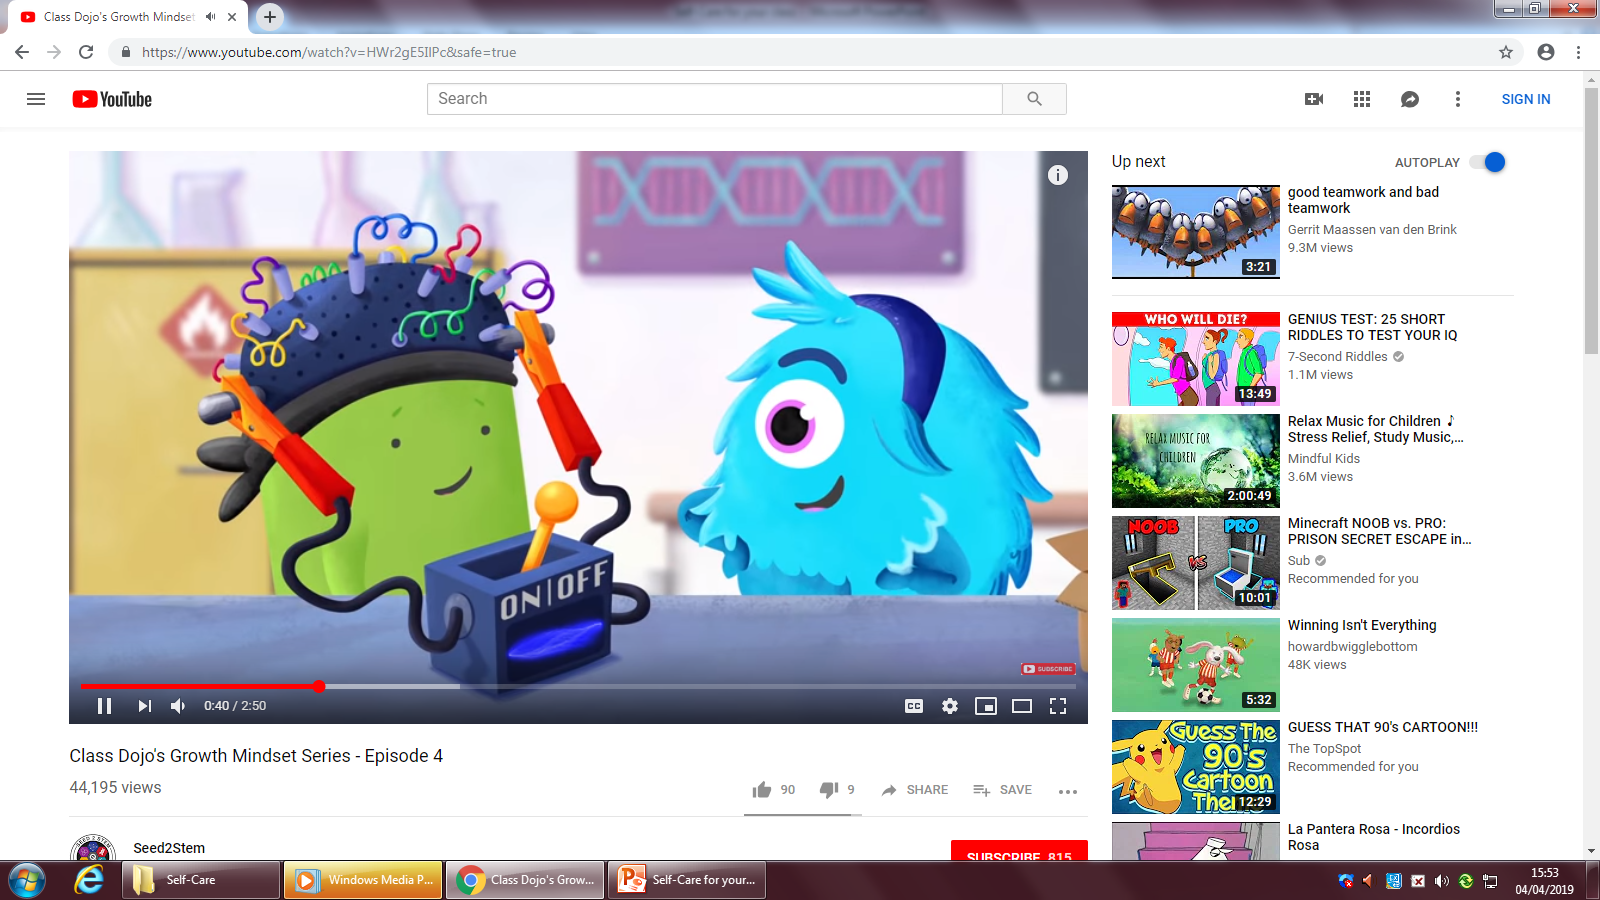 Class Dojo's Growth Mindset
https://www.youtube.com/watch?v=HWr2gE5IIPc&safe=true
YouTube
Search
SIGN IN
ON|OFF
SUBSCRIBE
0:40 / 2:50
CC
Class Dojo's Growth Mindset Series - Episode 4
44,195 views
90
9
SHARE
SAVE
Seed2Stem
SUBSCRIBE 815
Up next
AUTOPLAY
3:21
good teamwork and bad
teamwork
Gerrit Maassen van den Brink
9.3M views
WHO WILL DIE?
13:49
GENIUS TEST: 25 SHORT
RIDDLES TO TEST YOUR IQ
7-Second Riddles
1.1M views
RELAX MUSIC FOR
CHILDREN
2:00:49
Relax Music for Children ♪
Stress Relief, Study Music,...
Mindful Kids
3.6M views
NOOB
PRO
VS
10:01
Minecraft NOOB vs. PRO:
PRISON SECRET ESCAPE in...
Sub
Recommended for you
5:32
Winning Isn't Everything
howardbwigglebottom
48K views
Guess The
90's
Cartoon
12:29
GUESS THAT 90's CARTOON!!!
The TopSpot
Recommended for you
La Pantera Rosa - Incordios
Rosa
Self-Care
Windows Media P...
Class Dojo's Grow...
Self-Care for your...
15:53
04/04/2019